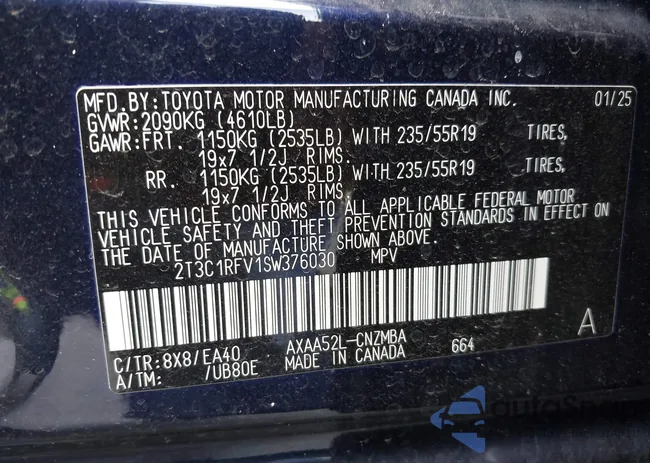 MFD.BY:TOYOTA MOTOR MANUFACTURING CANADA INC. 01/25
GVWR:2090KG (4610LB)
GAWR:FRT. 1150KG (2535LB) WITH 235/55R19 TIRES,
19x7 1/2J RIMS.
RR. 1150KG (2535LB) WITH 235/55R19 TIRES,
19x7 1/2J RIMS.
THIS VEHICLE CONFORMS TO ALL APPLICABLE FEDERAL MOTOR
VEHICLE SAFETY AND THEFT PREVENTION STANDARDS IN EFFECT ON
THE DATE OF MANUFACTURE SHOWN ABOVE.
2T3C1RFV1SW376030 MPV
A
C/TR:8X8/EA40 AXAA52L-CNZMBA 664
A/TM: /UB80E MADE IN CANADA
autoSnap